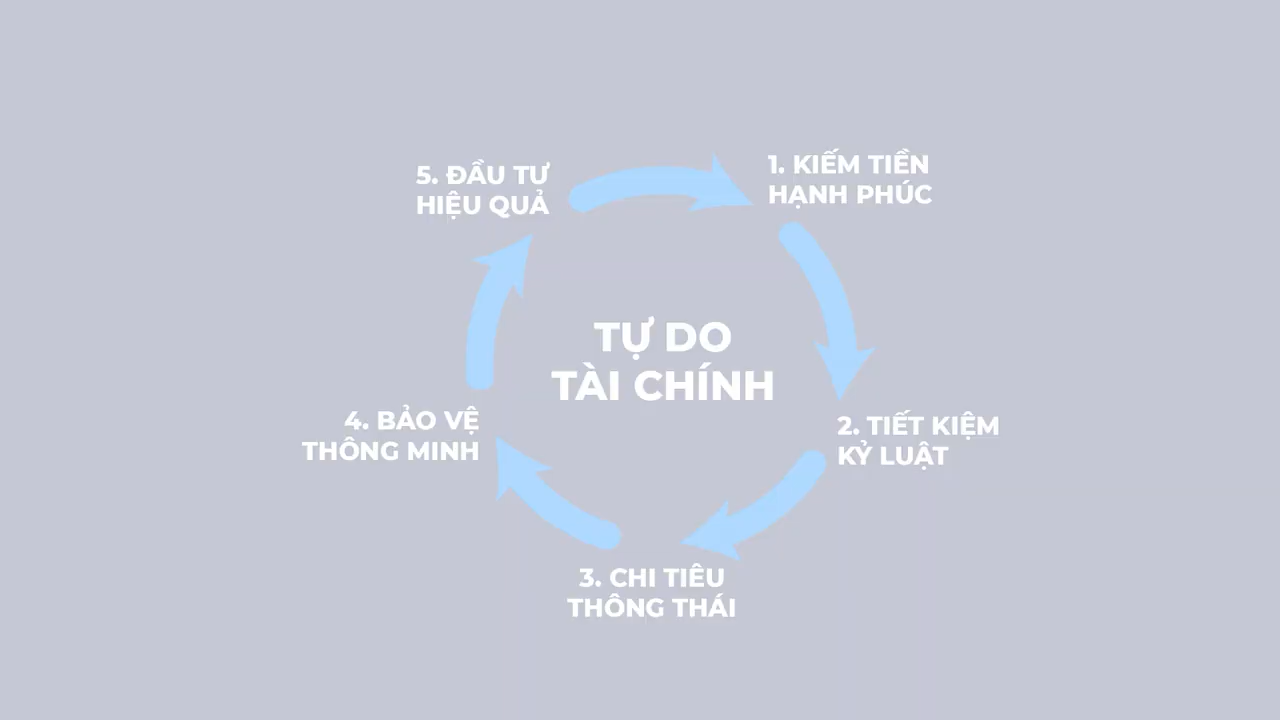 1. KIẾM TIỀN
HẠNH PHÚC
2. TIẾT KIỆM
KỶ LUẬT
3. CHI TIÊU
THÔNG THÁI
4. BẢO VỆ
THÔNG MINH
5. ĐẦU TƯ
HIỆU QUẢ
TỰ DO
TÀI CHÍNH